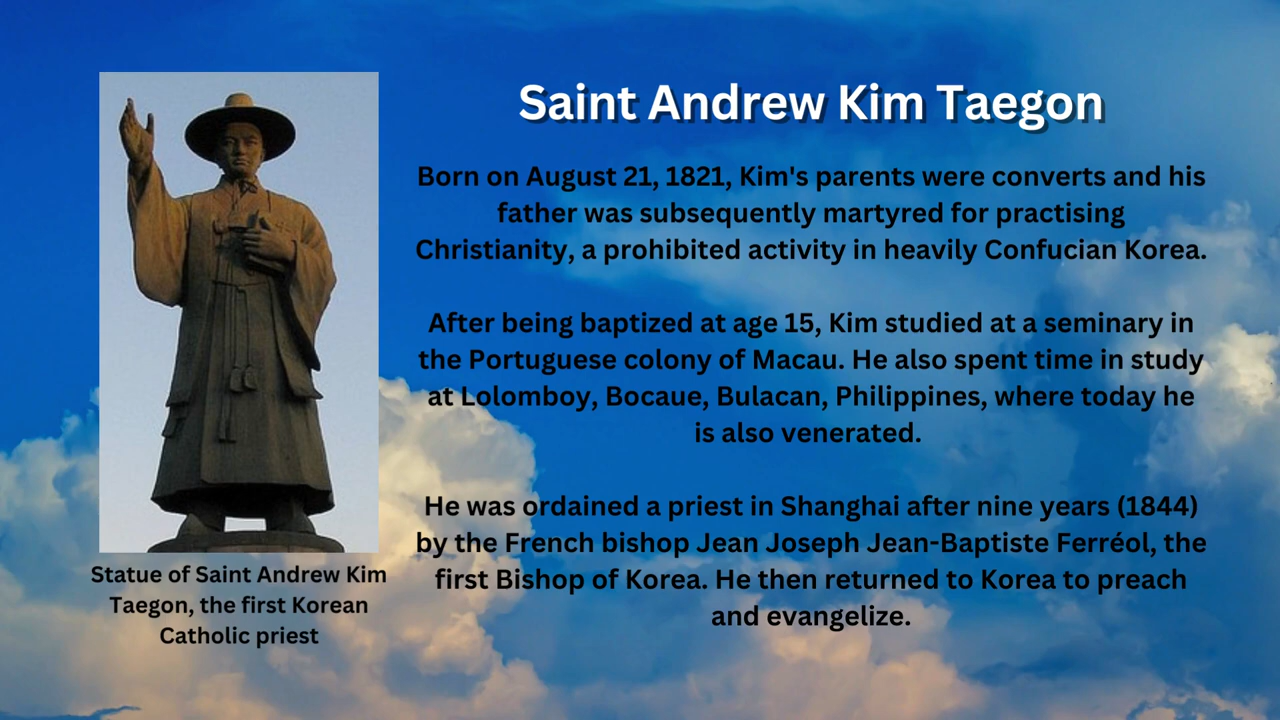 Saint Andrew Kim Taegon
Born on August 21, 1821, Kim's parents were converts and his
father was subsequently martyred for practising
Christianity, a prohibited activity in heavily Confucian Korea.
After being baptized at age 15, Kim studied at a seminary in
the Portuguese colony of Macau. He also spent time in study
at Lolomboy, Bocaue, Bulacan, Philippines, where today he
is also venerated.
He was ordained a priest in Shanghai after nine years (1844)
by the French bishop Jean Joseph Jean-Baptiste Ferréol, the
first Bishop of Korea. He then returned to Korea to preach
and evangelize.
Statue of Saint Andrew Kim
Taegon, the first Korean
Catholic priest